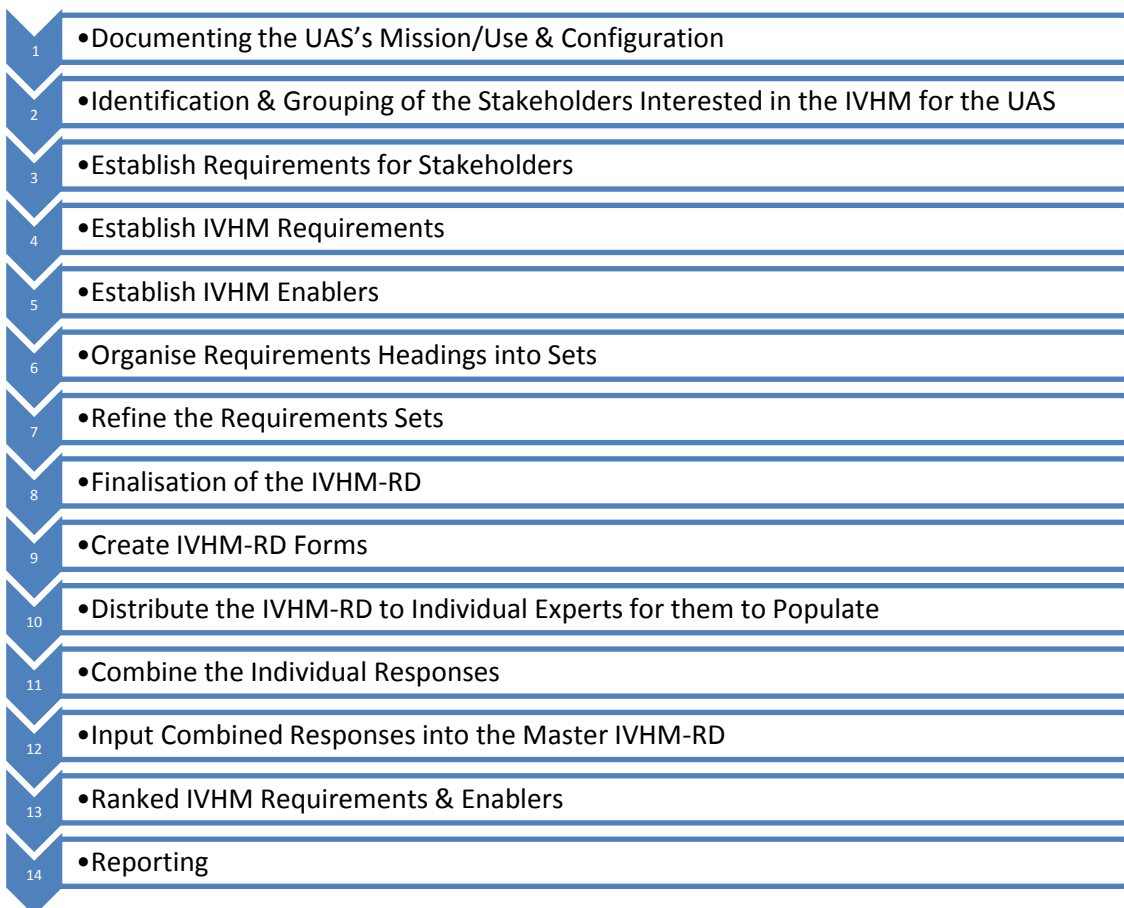 1 •Documenting the UAS’s Mission/Use & Configuration
2 •Identification & Grouping of the Stakeholders Interested in the IVHM for the UAS
3 •Establish Requirements for Stakeholders
4 •Establish IVHM Requirements
5 •Establish IVHM Enablers
6 •Organise Requirements Headings into Sets
7 •Refine the Requirements Sets
8 •Finalisation of the IVHM-RD
9 •Create IVHM-RD Forms
10 •Distribute the IVHM-RD to Individual Experts for them to Populate
11 •Combine the Individual Responses
12 •Input Combined Responses into the Master IVHM-RD
13 •Ranked IVHM Requirements & Enablers
14 •Reporting